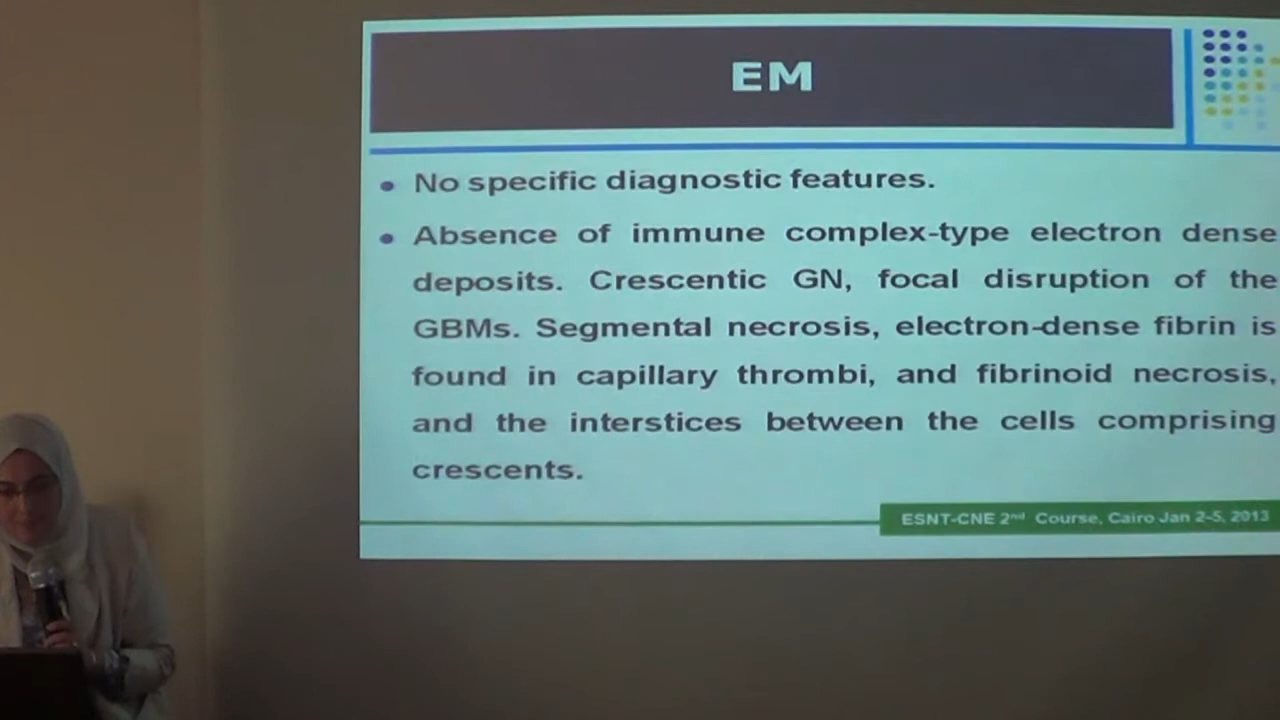 EM
• No specific diagnostic features.
• Absence of immune complex-type electron dense
deposits. Crescentic GN, focal disruption of the
GBMs. Segmental necrosis, electron-dense fibrin is
found in capillary thrombi, and fibrinoid necrosis,
and the interstices between the cells comprising
crescents.
ESNT-CNE 2nd Course, Cairo Jan 2-5, 2013